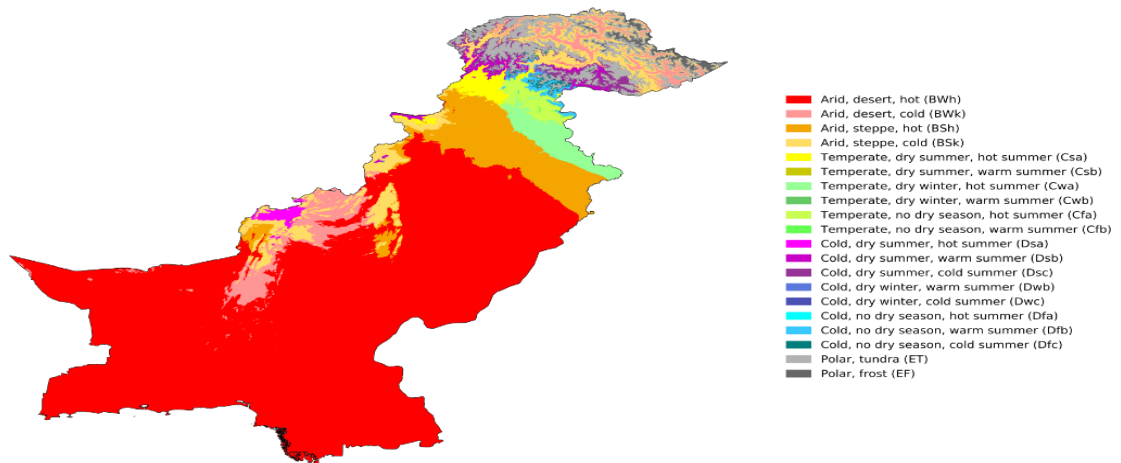 Arid, desert, hot (BWh)
Arid, desert, cold (BWk)
Arid, steppe, hot (BSh)
Arid, steppe, cold (BSk)
Temperate, dry summer, hot summer (Csa)
Temperate, dry summer, warm summer (Csb)
Temperate, dry winter, hot summer (Cwa)
Temperate, dry winter, warm summer (Cwb)
Temperate, no dry season, hot summer (Cfa)
Temperate, no dry season, warm summer (Cfb)
Cold, dry summer, hot summer (Dsa)
Cold, dry summer, warm summer (Dsb)
Cold, dry summer, cold summer (Dsc)
Cold, dry winter, warm summer (Dwb)
Cold, dry winter, cold summer (Dwc)
Cold, no dry season, hot summer (Dfa)
Cold, no dry season, warm summer (Dfb)
Cold, no dry season, cold summer (Dfc)
Polar, tundra (ET)
Polar, frost (EF)